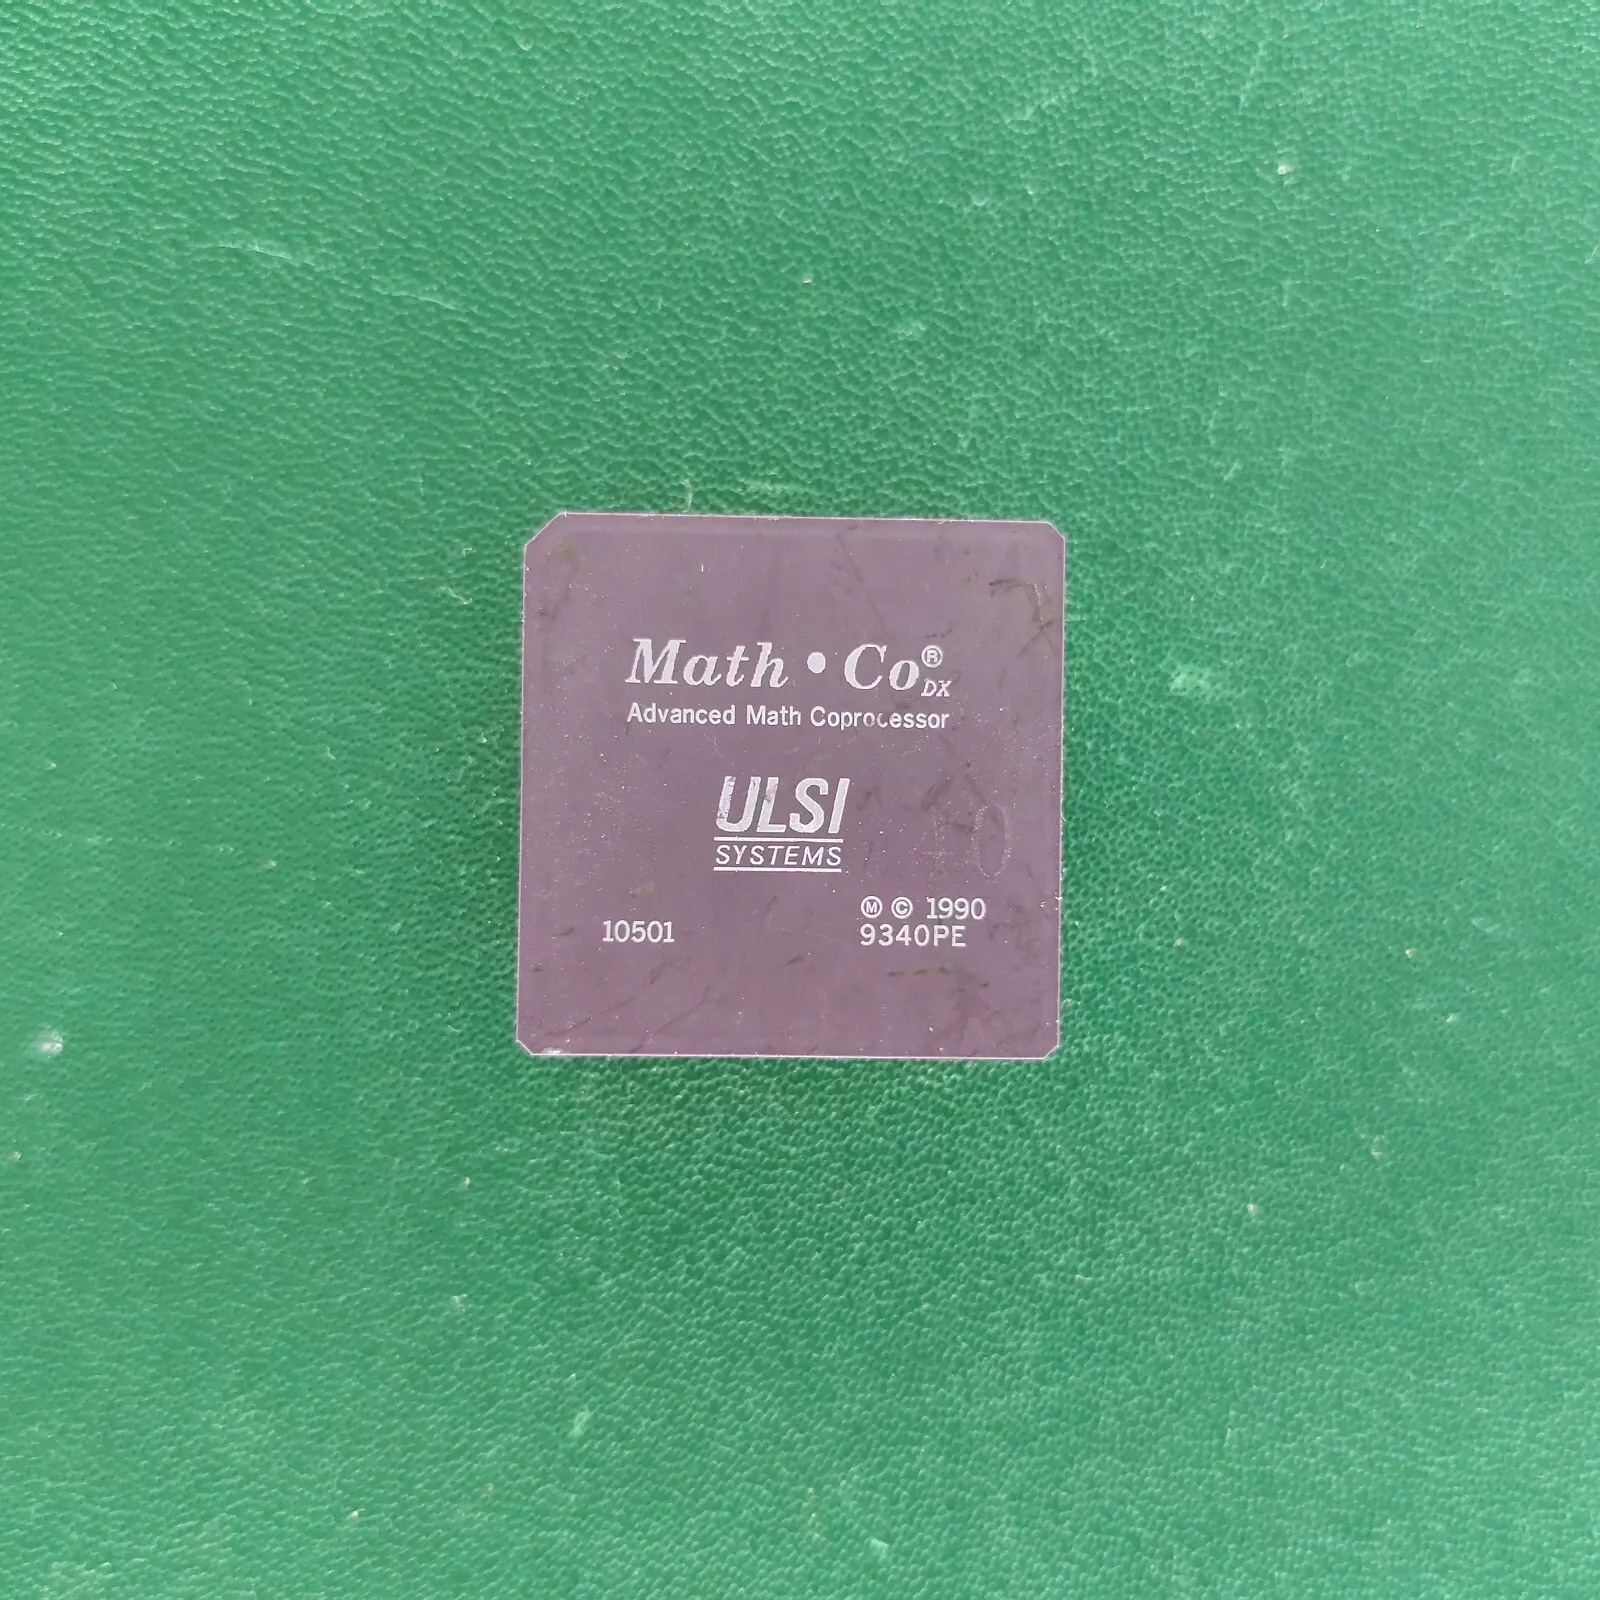 Math • Co® DX
Advanced Math Coprocessor
ULSI
SYSTEMS
Ⓜ © 1990
10501
9340PE